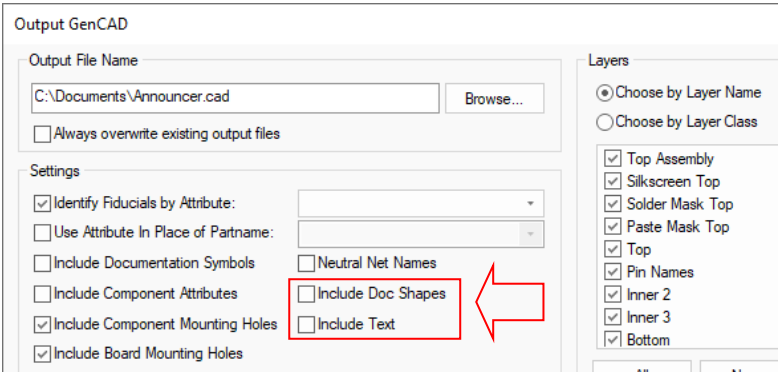 Output GenCAD
Output File Name
C:\Documents\Announcer.cad
Browse...
Always overwrite existing output files
Settings
Identify Fiducials by Attribute:
Use Attribute In Place of Partname:
Include Documentation Symbols
Neutral Net Names
Include Component Attributes
Include Doc Shapes
Include Component Mounting Holes
Include Text
Include Board Mounting Holes
Layers
Choose by Layer Name
Choose by Layer Class
Top Assembly
Silkscreen Top
Solder Mask Top
Paste Mask Top
Top
Pin Names
Inner 2
Inner 3
Bottom